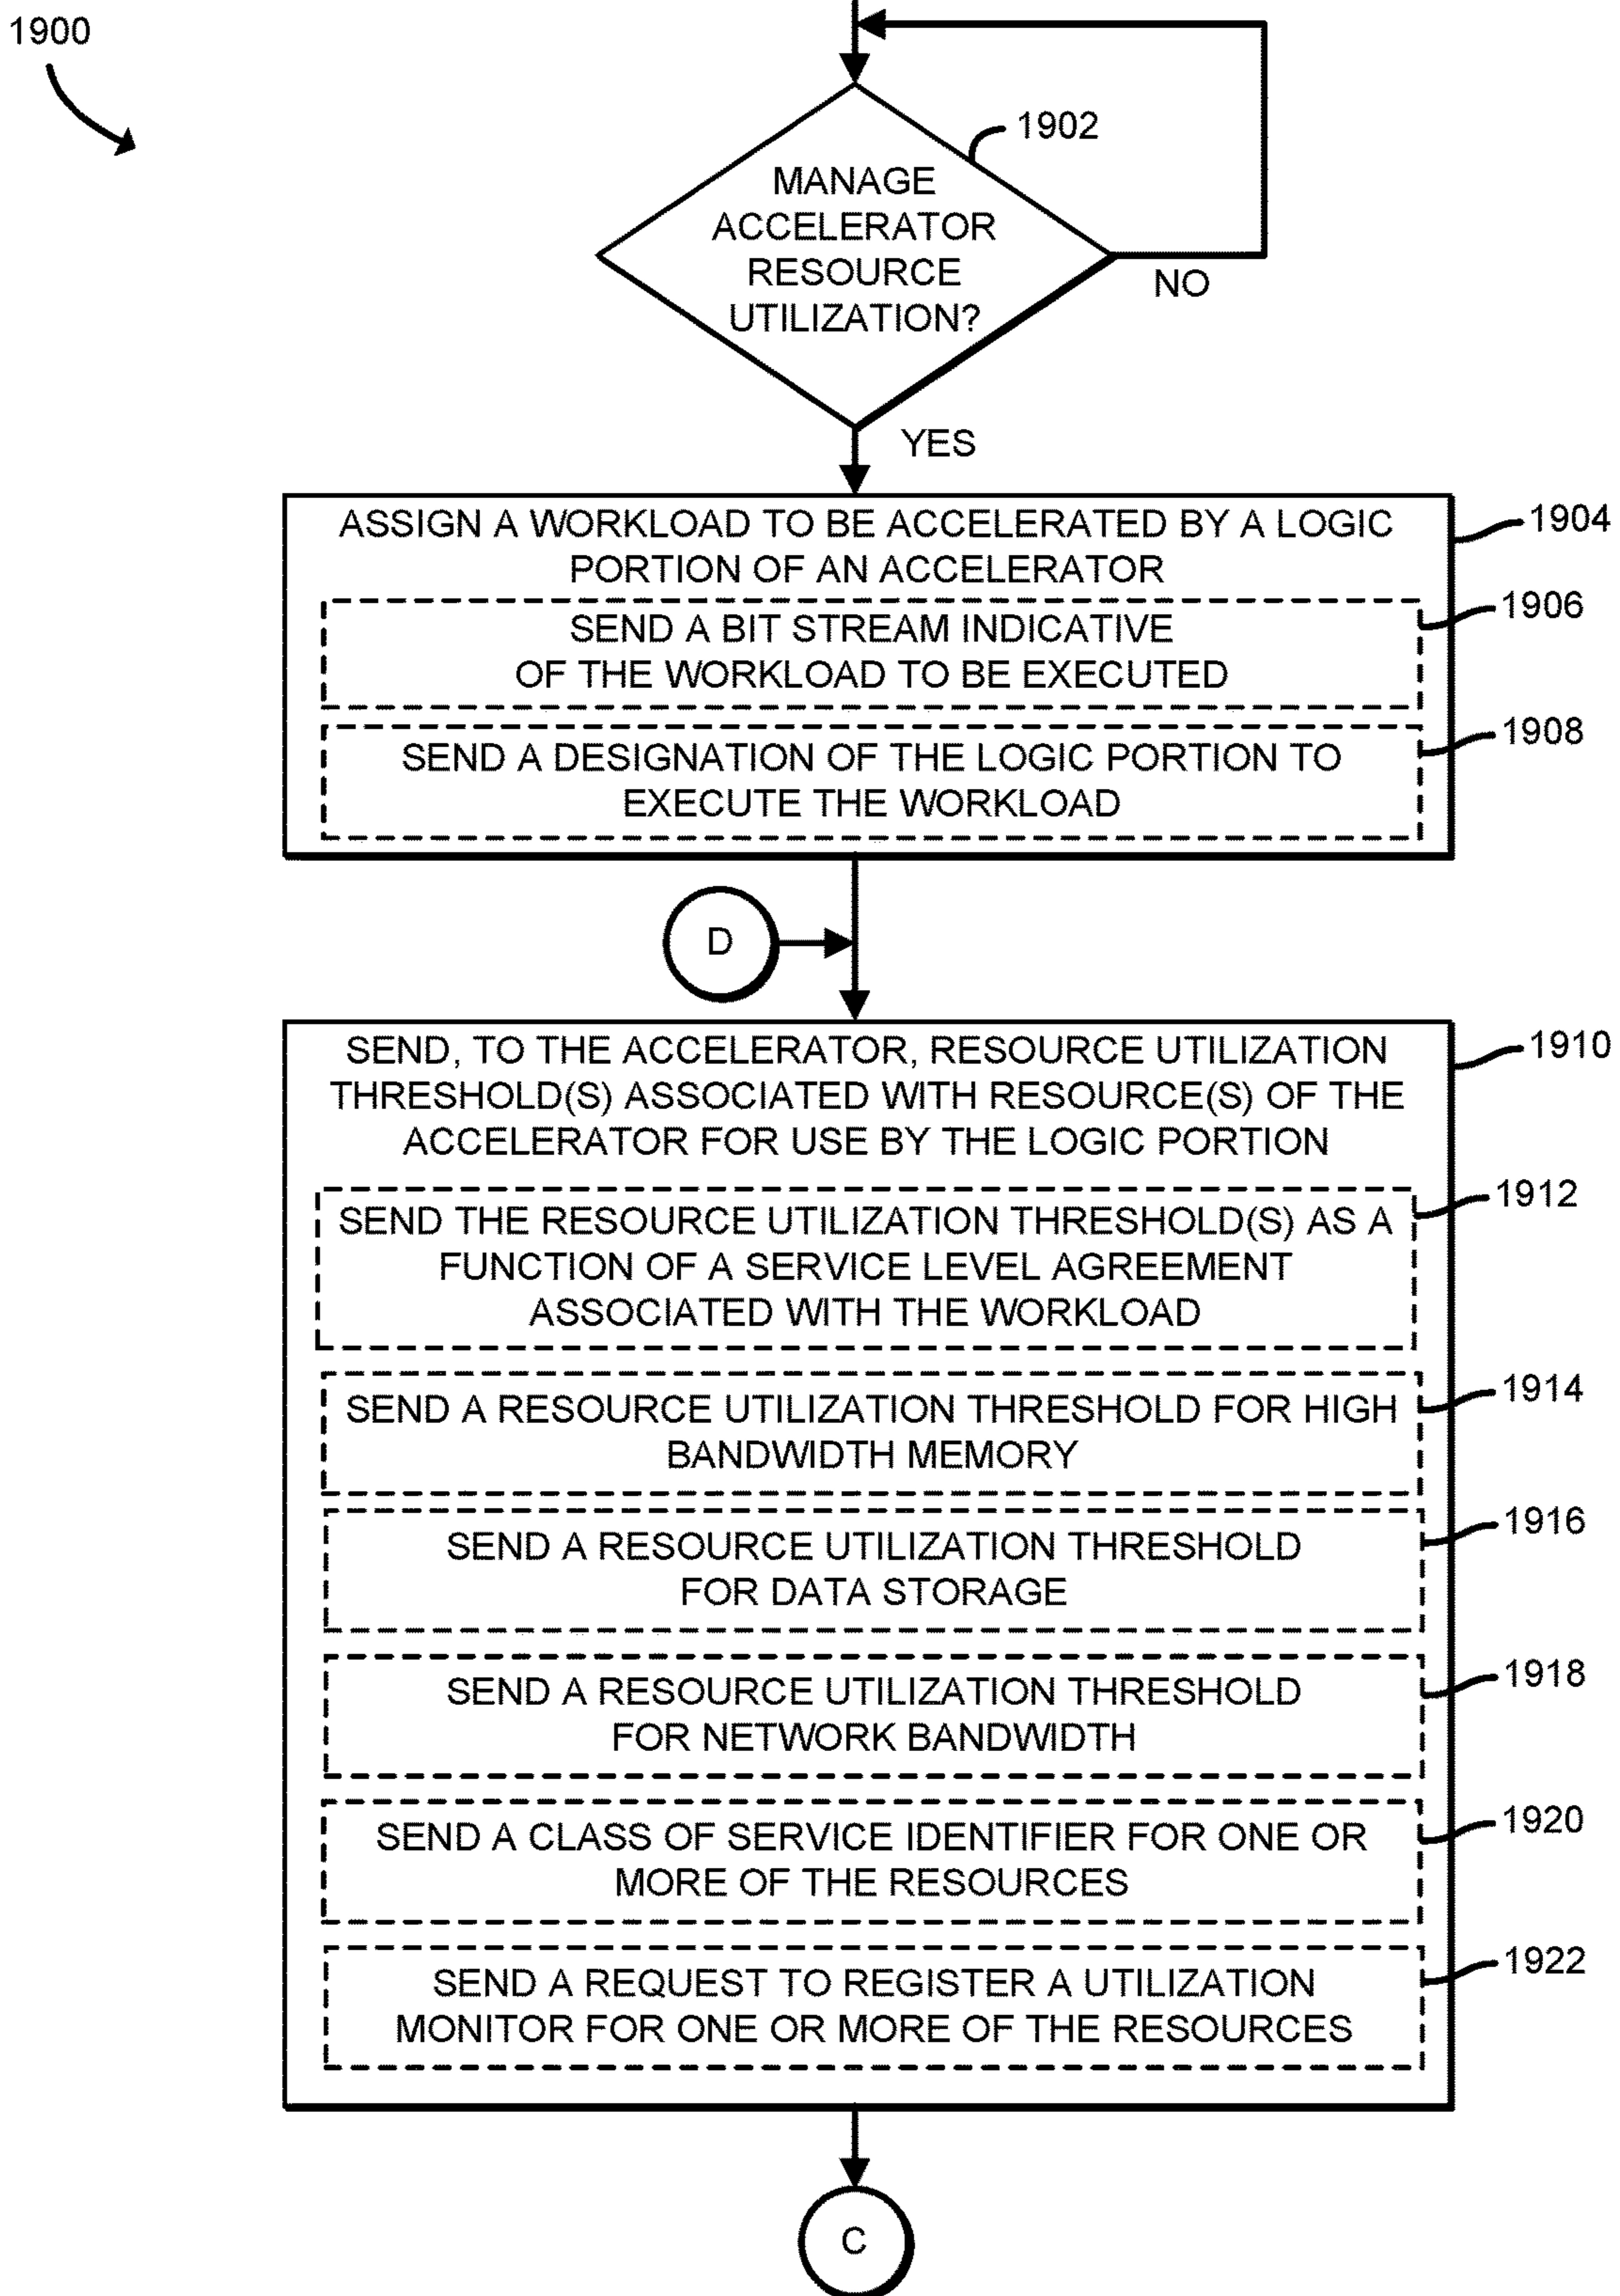 1900
1902
MANAGE
ACCELERATOR
RESOURCE
UTILIZATION?
NO
YES
ASSIGN A WORKLOAD TO BE ACCELERATED BY A LOGIC
PORTION OF AN ACCELERATOR
1904
SEND A BIT STREAM INDICATIVE
OF THE WORKLOAD TO BE EXECUTED
1906
SEND A DESIGNATION OF THE LOGIC PORTION TO
EXECUTE THE WORKLOAD
1908
D
SEND, TO THE ACCELERATOR, RESOURCE UTILIZATION
THRESHOLD(S) ASSOCIATED WITH RESOURCE(S) OF THE
ACCELERATOR FOR USE BY THE LOGIC PORTION
1910
SEND THE RESOURCE UTILIZATION THRESHOLD(S) AS A
FUNCTION OF A SERVICE LEVEL AGREEMENT
ASSOCIATED WITH THE WORKLOAD
1912
SEND A RESOURCE UTILIZATION THRESHOLD FOR HIGH
BANDWIDTH MEMORY
1914
SEND A RESOURCE UTILIZATION THRESHOLD
FOR DATA STORAGE
1916
SEND A RESOURCE UTILIZATION THRESHOLD
FOR NETWORK BANDWIDTH
1918
SEND A CLASS OF SERVICE IDENTIFIER FOR ONE OR
MORE OF THE RESOURCES
1920
SEND A REQUEST TO REGISTER A UTILIZATION
MONITOR FOR ONE OR MORE OF THE RESOURCES
1922
C